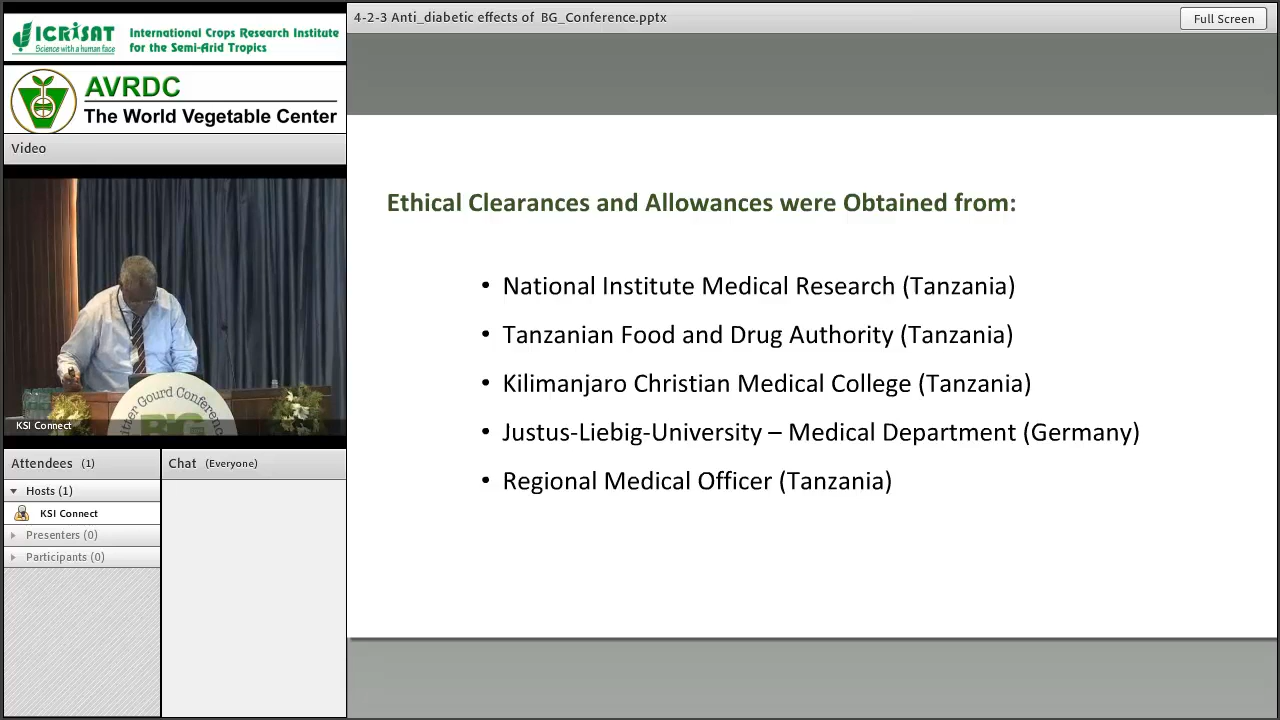 ICRISAT
Science with a human face
International Crops Research Institute
for the Semi-Arid Tropics
AVRDC
The World Vegetable Center
Video
Bitter Gourd Conference
BiG
KSI Connect
Attendees (1)
Hosts (1)
KSI Connect
Presenters (0)
Participants (0)
Chat (Everyone)
4-2-3 Anti_diabetic effects of BG_Conference.pptx
Full Screen
Ethical Clearances and Allowances were Obtained from:
• National Institute Medical Research (Tanzania)
• Tanzanian Food and Drug Authority (Tanzania)
• Kilimanjaro Christian Medical College (Tanzania)
• Justus-Liebig-University – Medical Department (Germany)
• Regional Medical Officer (Tanzania)